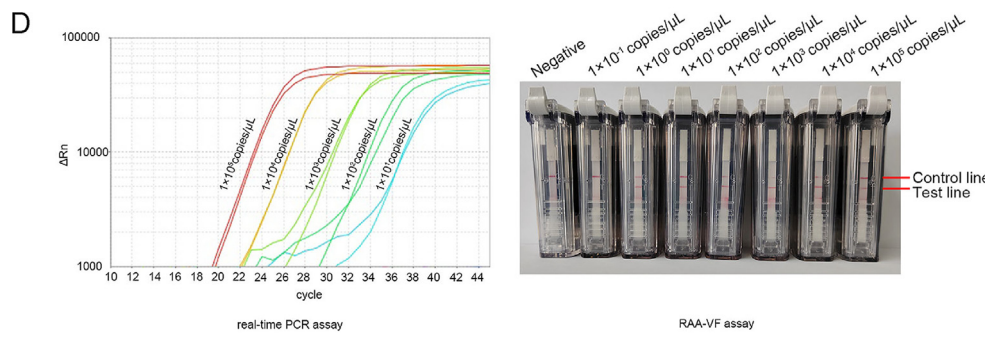 D
100000
10000
1000
ΔRn
1×10⁵copies/μL
1×10⁴copies/μL
1×10³copies/μL
1×10²copies/μL
1×10¹copies/μL
10 12 14 16 18 20 22 24 26 28 30 32 34 36 38 40 42 44
cycle
real-time PCR assay
Negative
1×10⁻¹ copies/μL
1×10⁰ copies/μL
1×10¹ copies/μL
1×10² copies/μL
1×10³ copies/μL
1×10⁴ copies/μL
1×10⁵ copies/μL
Control line
Test line
RAA-VF assay